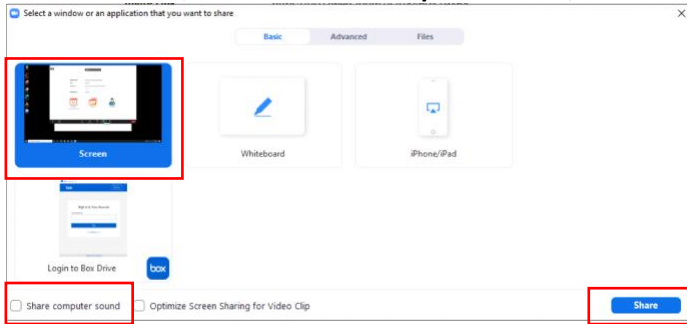 Select a window or an application that you want to share
Basic Advanced Files
Screen
Whiteboard
iPhone/iPad
Login to Box Drive
box
Share computer sound
Optimize Screen Sharing for Video Clip
Share